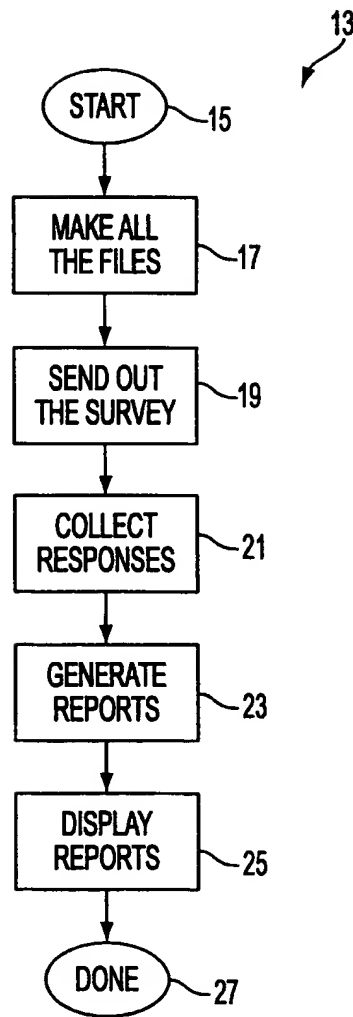 13
START
15
MAKE ALL
THE FILES
17
SEND OUT
THE SURVEY
19
COLLECT
RESPONSES
21
GENERATE
REPORTS
23
DISPLAY
REPORTS
25
DONE
27